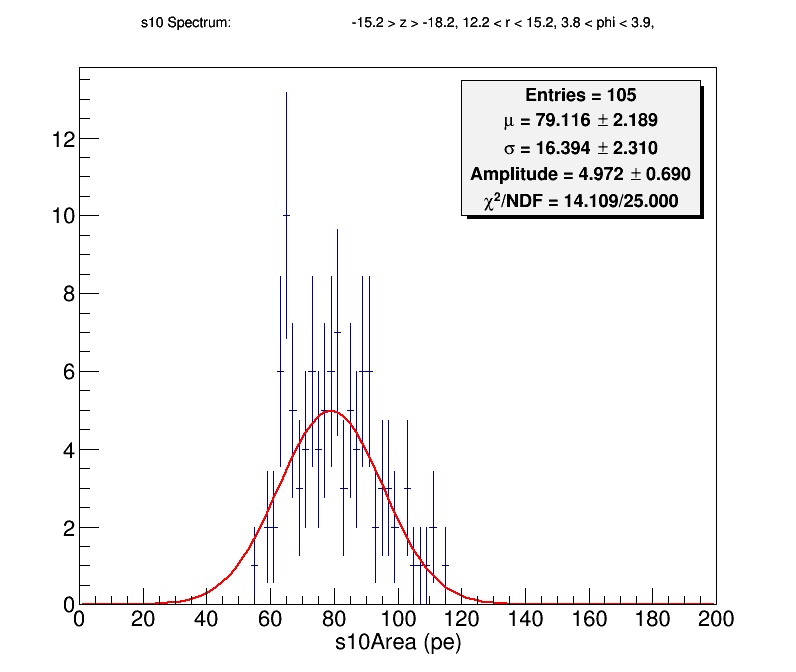 s10 Spectrum: -15.2 > z > -18.2, 12.2 < r < 15.2, 3.8 < phi < 3.9,
Entries = 105
μ = 79.116 ± 2.189
σ = 16.394 ± 2.310
Amplitude = 4.972 ± 0.690
χ²/NDF = 14.109/25.000
12
10
8
6
4
2
0
0 20 40 60 80 100 120 140 160 180 200
s10Area (pe)